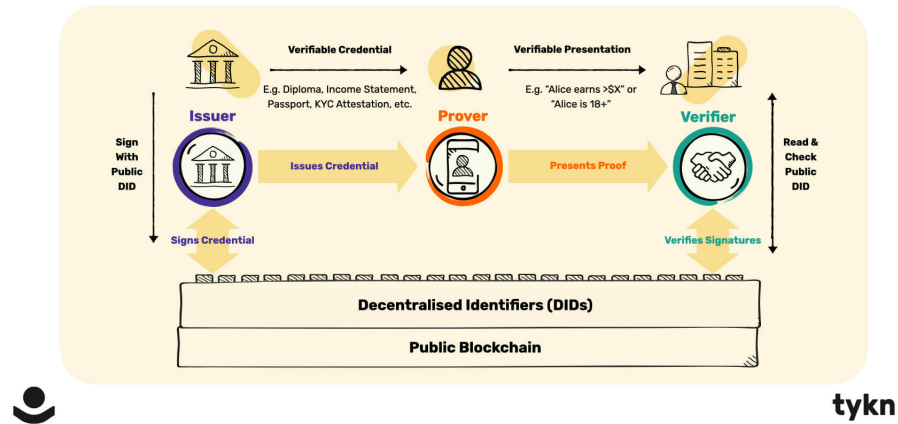 Verifiable Credential
E.g. Diploma, Income Statement,
Passport, KYC Attestation, etc.
Verifiable Presentation
E.g. “Alice earns >$X” or
“Alice is 18+”
Issuer
Prover
Verifier
Sign
With
Public
DID
Issues Credential
Presents Proof
Read &
Check
Public
DID
Signs Credential
Verifies Signatures
Decentralised Identifiers (DIDs)
Public Blockchain
tykn